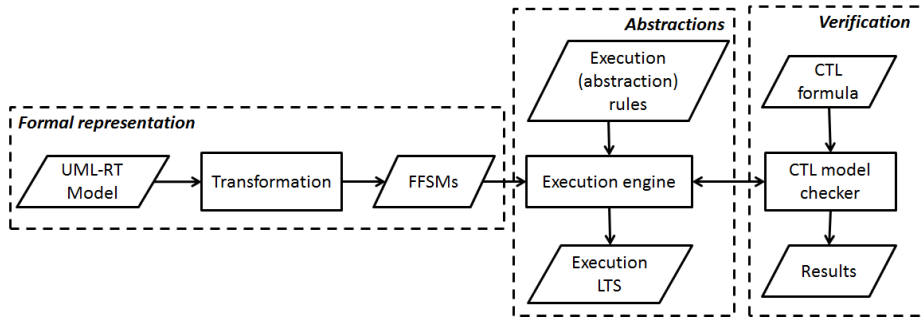 Formal representation
UML-RT
Model
Transformation
FFSMs
Abstractions
Execution
(abstraction)
rules
Execution engine
Execution
LTS
Verification
CTL
formula
CTL model
checker
Results